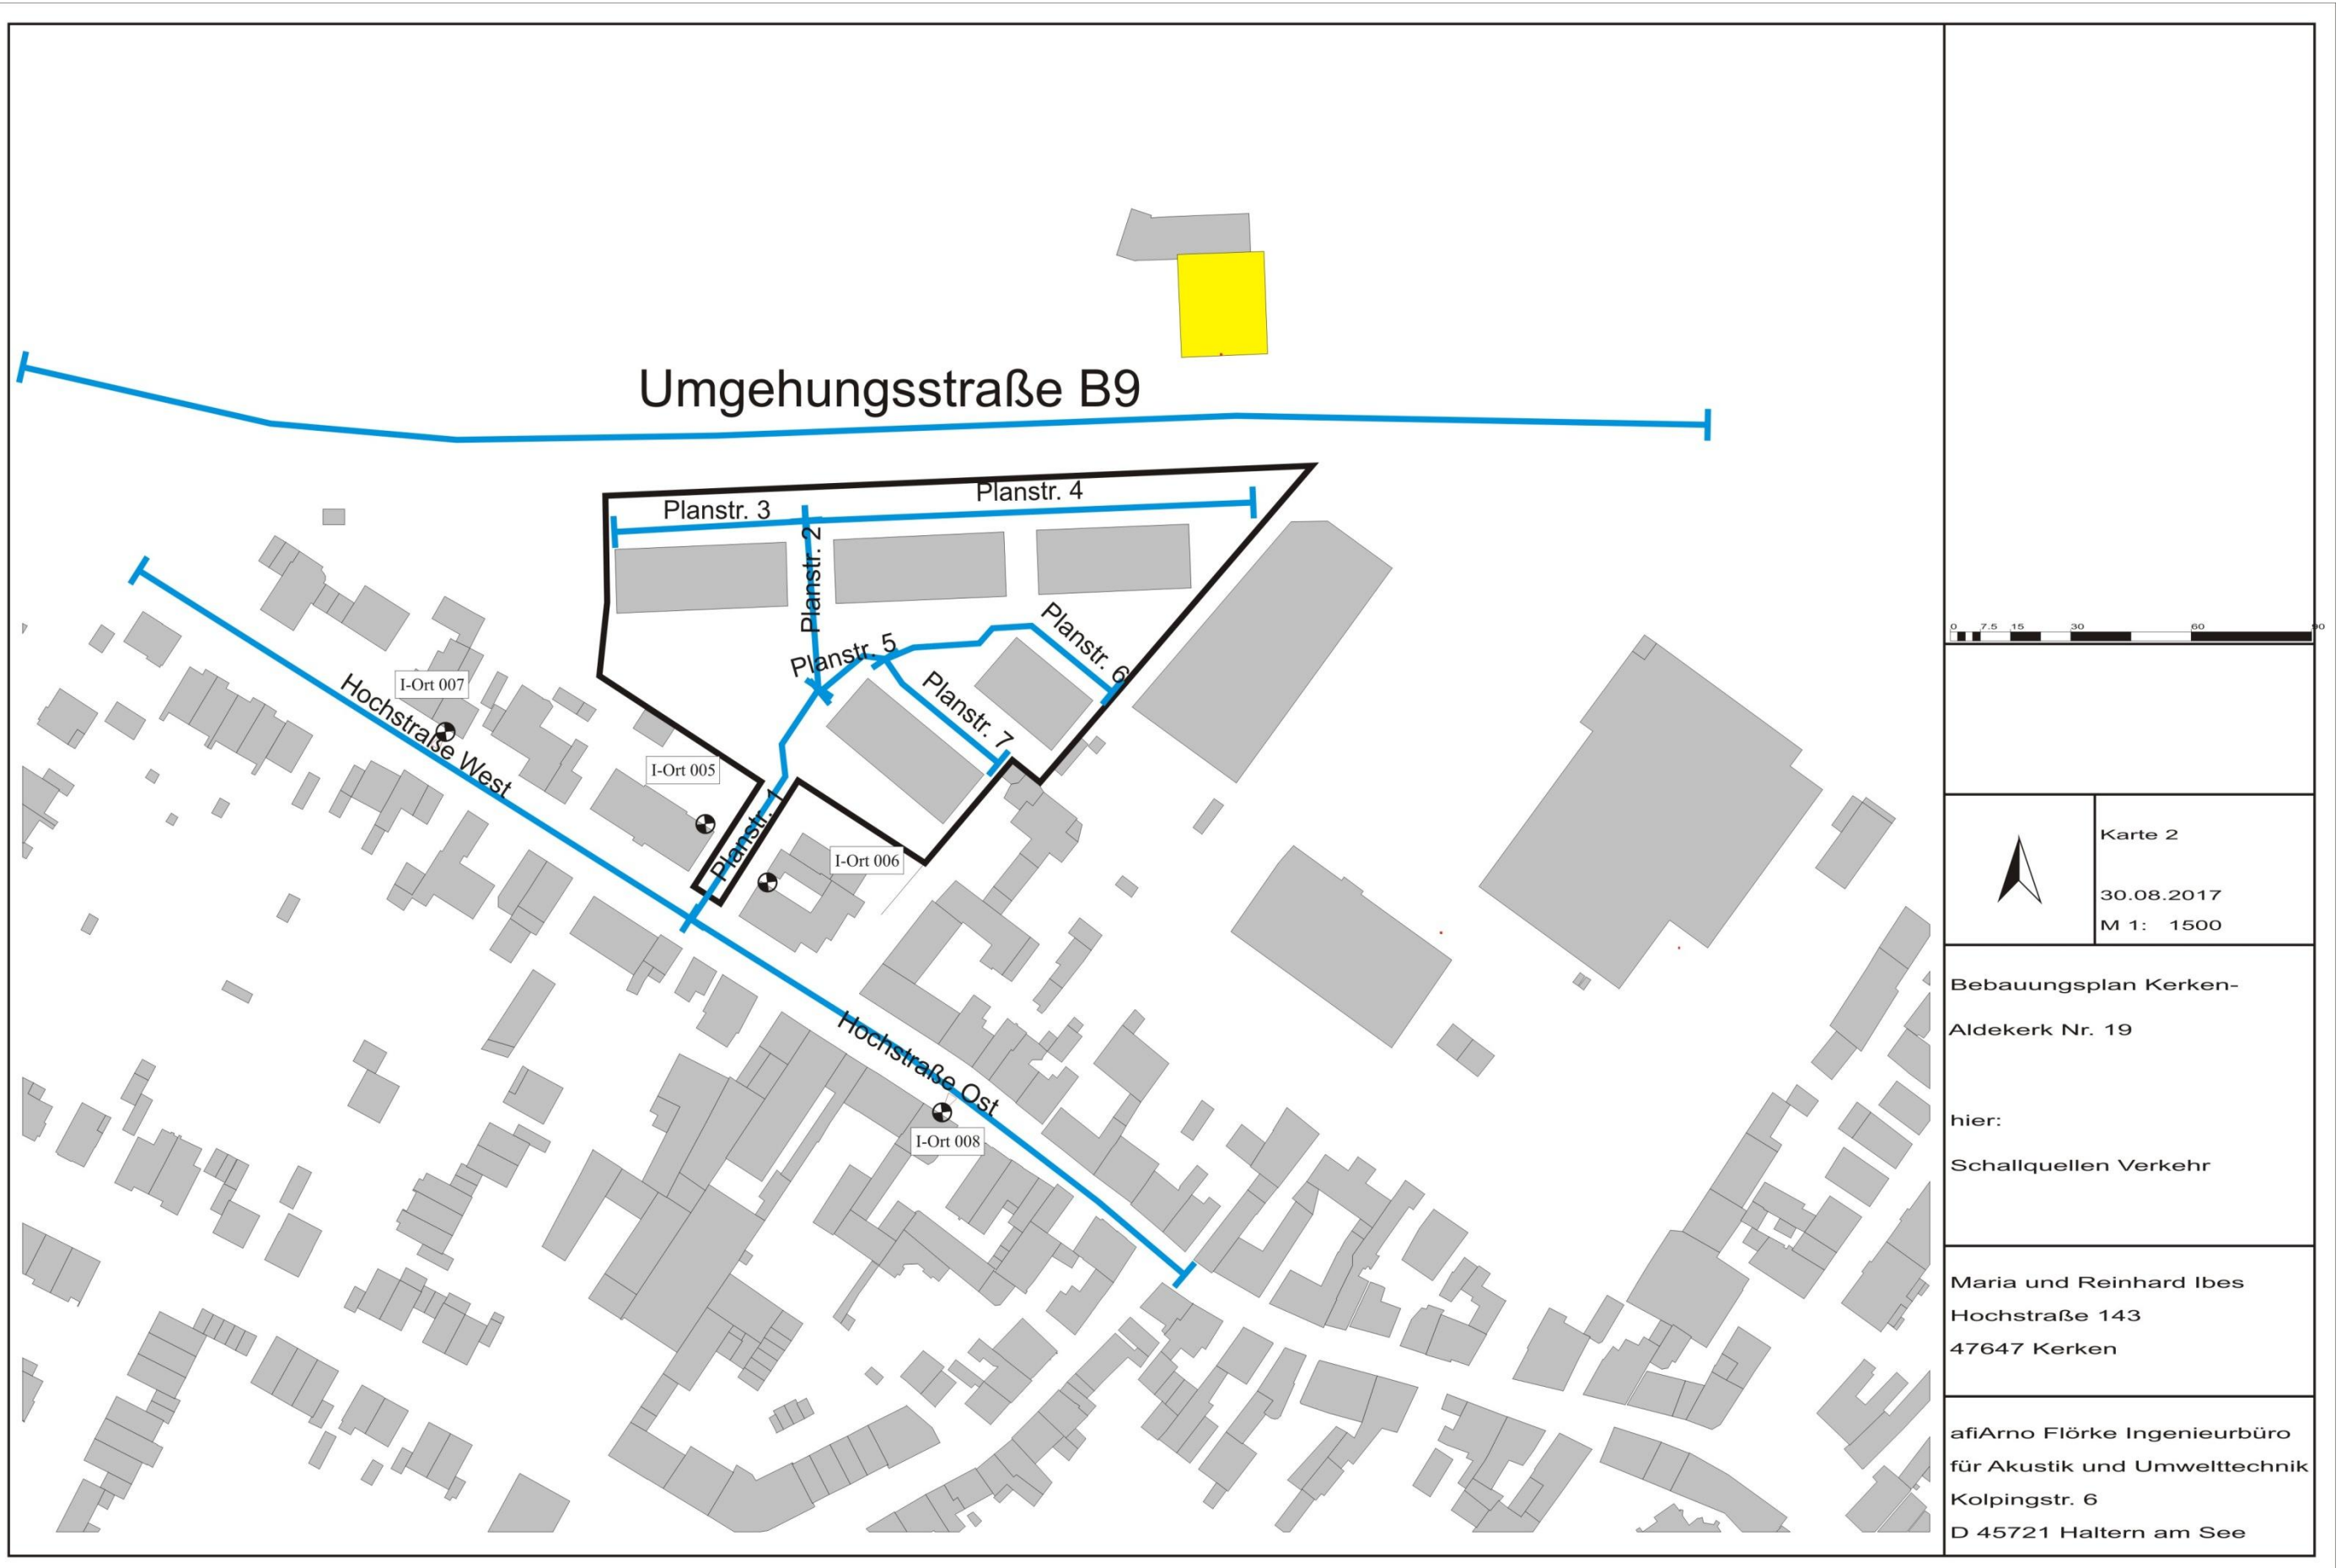 Umgehungsstraße B9
Planstr. 4
Planstr. 3
Planstr. 2
Planstr. 5
Planstr. 6
Planstr. 7
Planstr. 1
I-Ort 007
Hochstraße West
I-Ort 005
I-Ort 006
Hochstraße Ost
I-Ort 008
0 7.5 15 30 60 90
Karte 2
30.08.2017
M 1: 1500
Bebauungsplan Kerken-
Aldekerk Nr. 19
hier:
Schallquellen Verkehr
Maria und Reinhard Ibes
Hochstraße 143
47647 Kerken
afiArno Flörke Ingenieurbüro
für Akustik und Umwelttechnik
Kolpingstr. 6
D 45721 Haltern am See